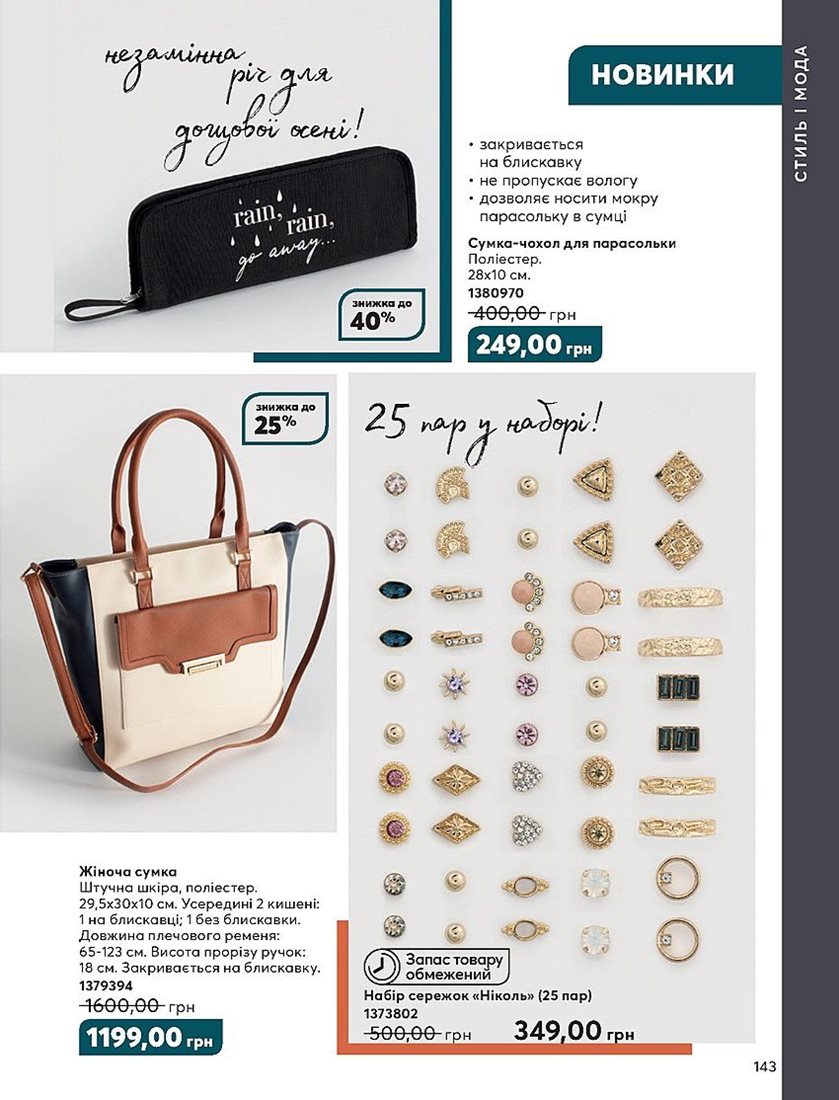 незамінна
річ для
дощової осені!
НОВИНКИ
СТИЛЬ І МОДА
• закривається
на блискавку
• не пропускає вологу
• дозволяє носити мокру
парасольку в сумці
Сумка-чохол для парасольки
Поліестер.
28х10 см.
1380970
400,00 грн
249,00 грн
rain,
rain,
go away...
знижка до
40%
знижка до
25%
25 пар у наборі!
Жіноча сумка
Штучна шкіра, поліестер.
29,5х30х10 см. Усередині 2 кишені:
1 на блискавці; 1 без блискавки.
Довжина плечового ременя:
65-123 см. Висота прорізу ручок:
18 см. Закривається на блискавку.
1379394
1600,00 грн
1199,00 грн
Запас товару
обмежений
Набір сережок «Ніколь» (25 пар)
1373802
500,00 грн 349,00 грн
143